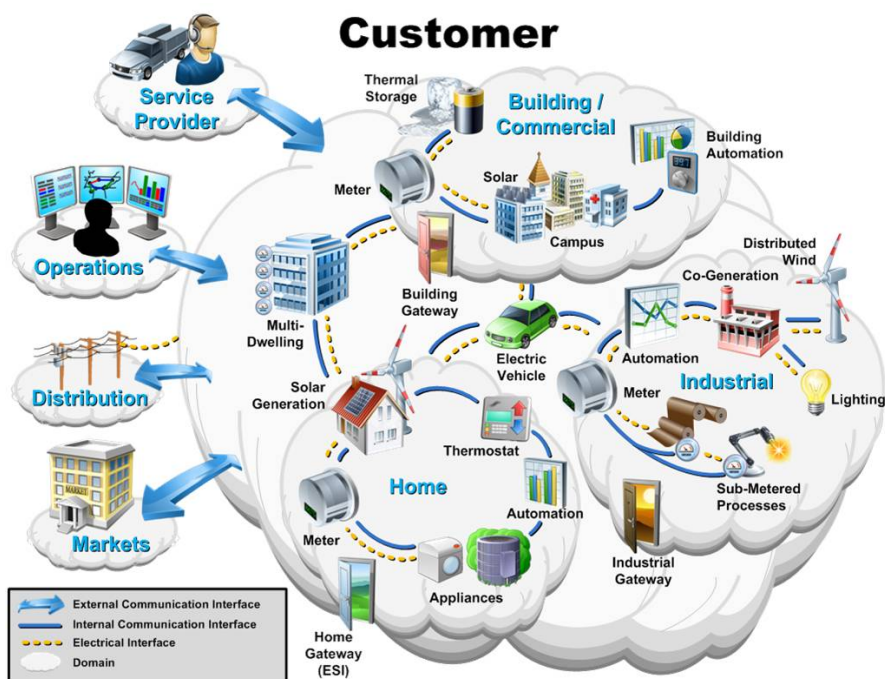 Customer
Service
Provider
Thermal
Storage
Building /
Commercial
Building
Automation
Meter
Solar
Campus
Operations
Multi-
Dwelling
Building
Gateway
Electric
Vehicle
Distributed
Wind
Co-Generation
Automation
Industrial
Meter
Lighting
Sub-Metered
Processes
Industrial
Gateway
Distribution
Solar
Generation
Thermostat
Home
Automation
Meter
Appliances
Home
Gateway
(ESI)
MARKET
Markets
External Communication Interface
Internal Communication Interface
Electrical Interface
Domain